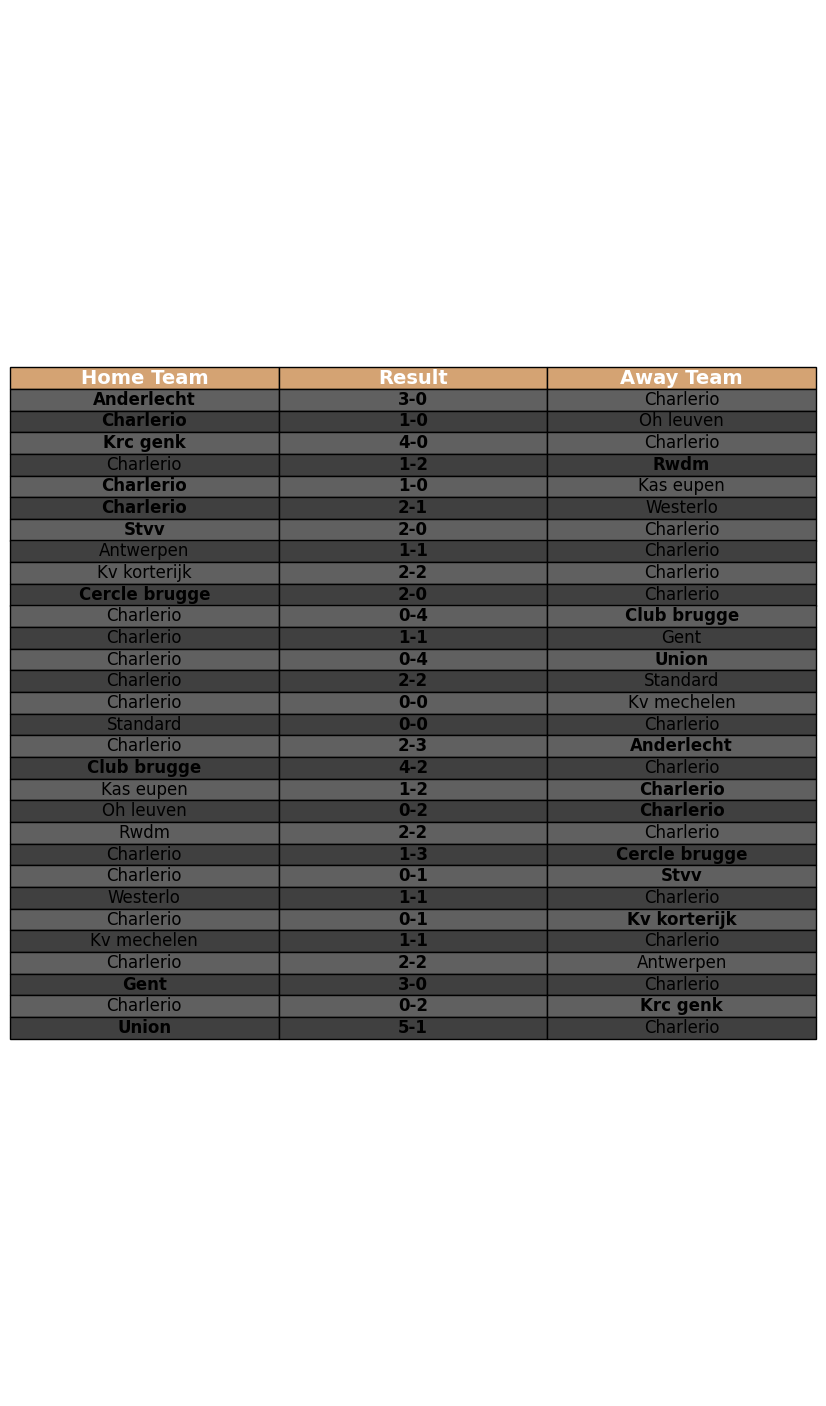 Home Team Result Away Team
Anderlecht 3-0 Charlerio
Charlerio 1-0 Oh leuven
Krc genk 4-0 Charlerio
Charlerio 1-2 Rwdm
Charlerio 1-0 Kas eupen
Charlerio 2-1 Westerlo
Stvv 2-0 Charlerio
Antwerpen 1-1 Charlerio
Kv korterijk 2-2 Charlerio
Cercle brugge 2-0 Charlerio
Charlerio 0-4 Club brugge
Charlerio 1-1 Gent
Charlerio 0-4 Union
Charlerio 2-2 Standard
Charlerio 0-0 Kv mechelen
Standard 0-0 Charlerio
Charlerio 2-3 Anderlecht
Club brugge 4-2 Charlerio
Kas eupen 1-2 Charlerio
Oh leuven 0-2 Charlerio
Rwdm 2-2 Charlerio
Charlerio 1-3 Cercle brugge
Charlerio 0-1 Stvv
Westerlo 1-1 Charlerio
Charlerio 0-1 Kv korterijk
Kv mechelen 1-1 Charlerio
Charlerio 2-2 Antwerpen
Gent 3-0 Charlerio
Charlerio 0-2 Krc genk
Union 5-1 Charlerio